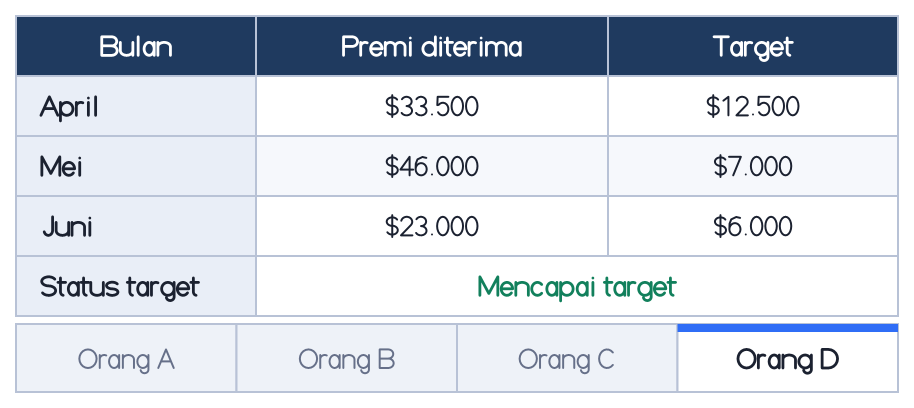 Bulan Premi diterima Target
April $33.500 $12.500
Mei $46.000 $7.000
Juni $23.000 $6.000
Status target Mencapai target
Orang A Orang B Orang C Orang D